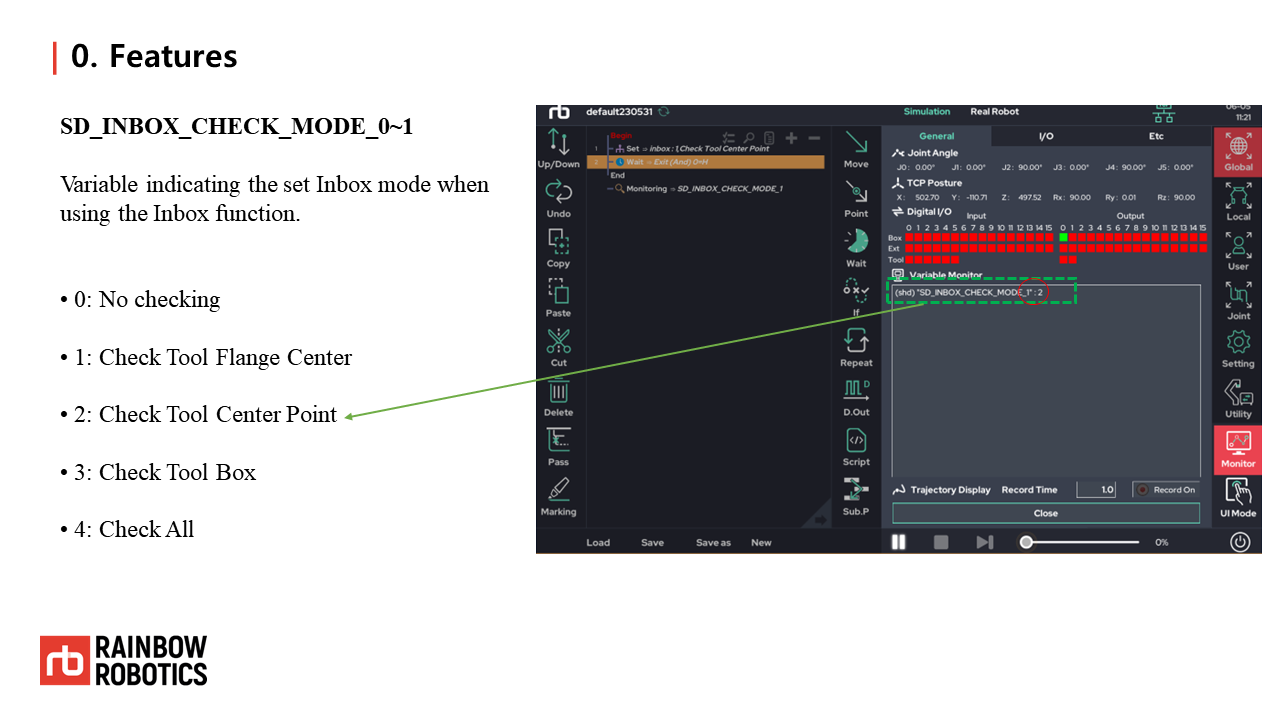 0. Features
SD_INBOX_CHECK_MODE_0~1
Variable indicating the set Inbox mode when
using the Inbox function.
• 0: No checking
• 1: Check Tool Flange Center
• 2: Check Tool Center Point
• 3: Check Tool Box
• 4: Check All
RAINBOW
ROBOTICS
rb
default230531
Simulation
Real Robot
06-05
11:21
Up/Down
Undo
Copy
Paste
Cut
Delete
Pass
Marking
Begin
1 Set ⇒ inbox : 1,Check Tool Center Point
2 Wait ⇒ Exit (And) 0=H
End
Monitoring ⇒ SD_INBOX_CHECK_MODE_1
Load
Save
Save as
New
Move
Point
Wait
If
Repeat
D.Out
Script
Sub.P
General
I/O
Etc
Joint Angle
J0: 0.00° J1: 0.00° J2: 90.00° J3: 0.00° J4: 90.00° J5: 0.00°
TCP Posture
X: 502.70 Y: -110.71 Z: 497.52 Rx: 90.00 Ry: 0.01 Rz: 90.00
Digital I/O
Input
Output
0 1 2 3 4 5 6 7 8 9 10 11 12 13 14 15 0 1 2 3 4 5 6 7 8 9 10 11 12 13 14 15
Box
Ext
Tool
Variable Monitor
(shd) "SD_INBOX_CHECK_MODE_1" : 2
Trajectory Display
Record Time
1.0
Record On
Close
0%
Global
Local
User
Joint
Setting
Utility
Monitor
UI Mode